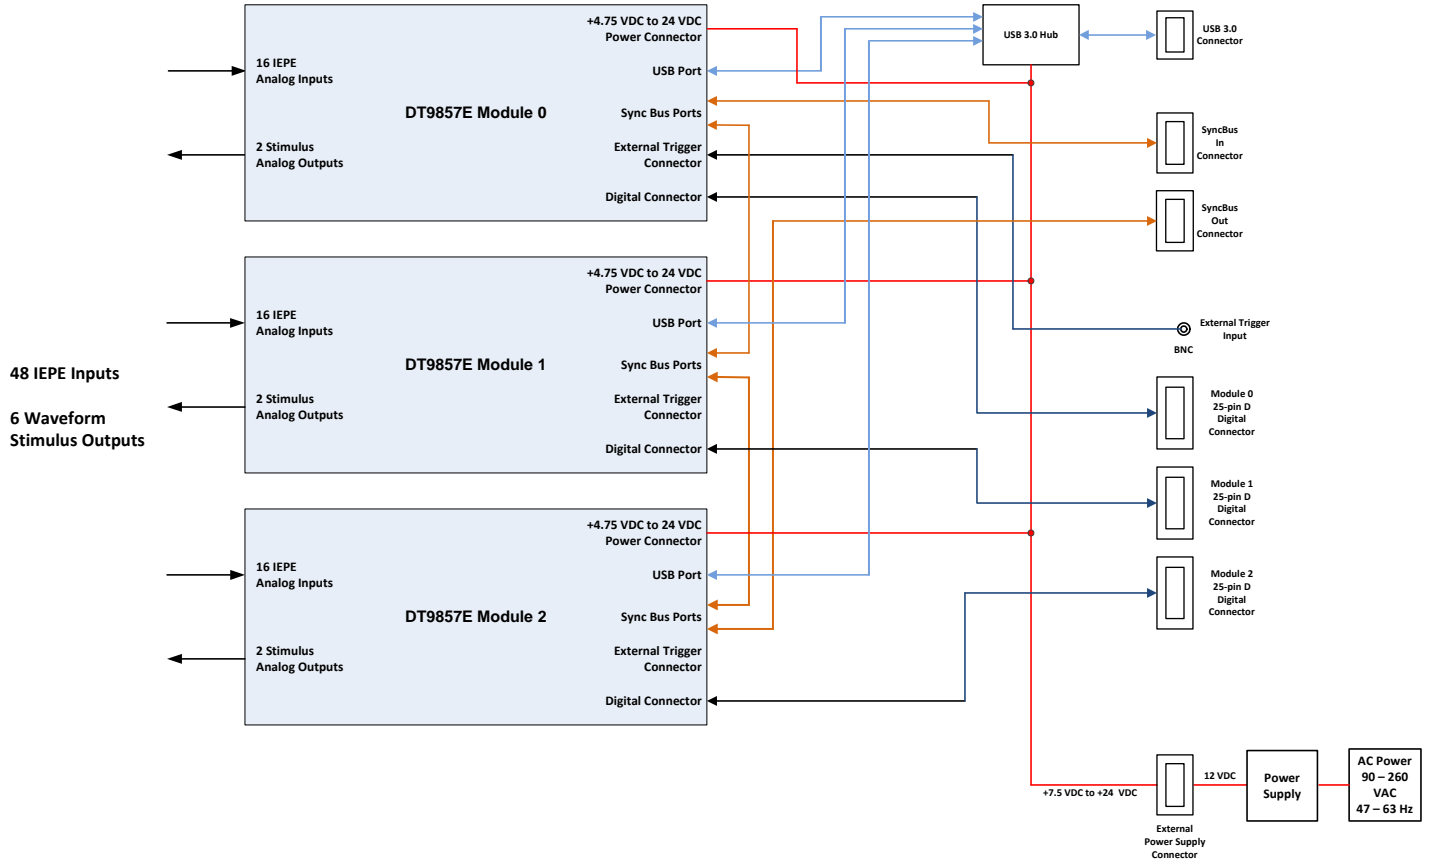 +4.75 VDC to 24 VDC
Power Connector
16 IEPE
Analog Inputs
USB Port
DT9857E Module 0
Sync Bus Ports
2 Stimulus
Analog Outputs
External Trigger
Connector
Digital Connector
USB 3.0 Hub
USB 3.0
Connector
SyncBus
In
Connector
SyncBus
Out
Connector
+4.75 VDC to 24 VDC
Power Connector
16 IEPE
Analog Inputs
USB Port
DT9857E Module 1
Sync Bus Ports
2 Stimulus
Analog Outputs
External Trigger
Connector
Digital Connector
48 IEPE Inputs
6 Waveform
Stimulus Outputs
External Trigger
Input
BNC
Module 0
25-pin D
Digital
Connector
Module 1
25-pin D
Digital
Connector
+4.75 VDC to 24 VDC
Power Connector
16 IEPE
Analog Inputs
USB Port
DT9857E Module 2
Sync Bus Ports
2 Stimulus
Analog Outputs
External Trigger
Connector
Digital Connector
Module 2
25-pin D
Digital
Connector
+7.5 VDC to +24 VDC
12 VDC
Power
Supply
AC Power
90 – 260
VAC
47 – 63 Hz
External
Power Supply
Connector